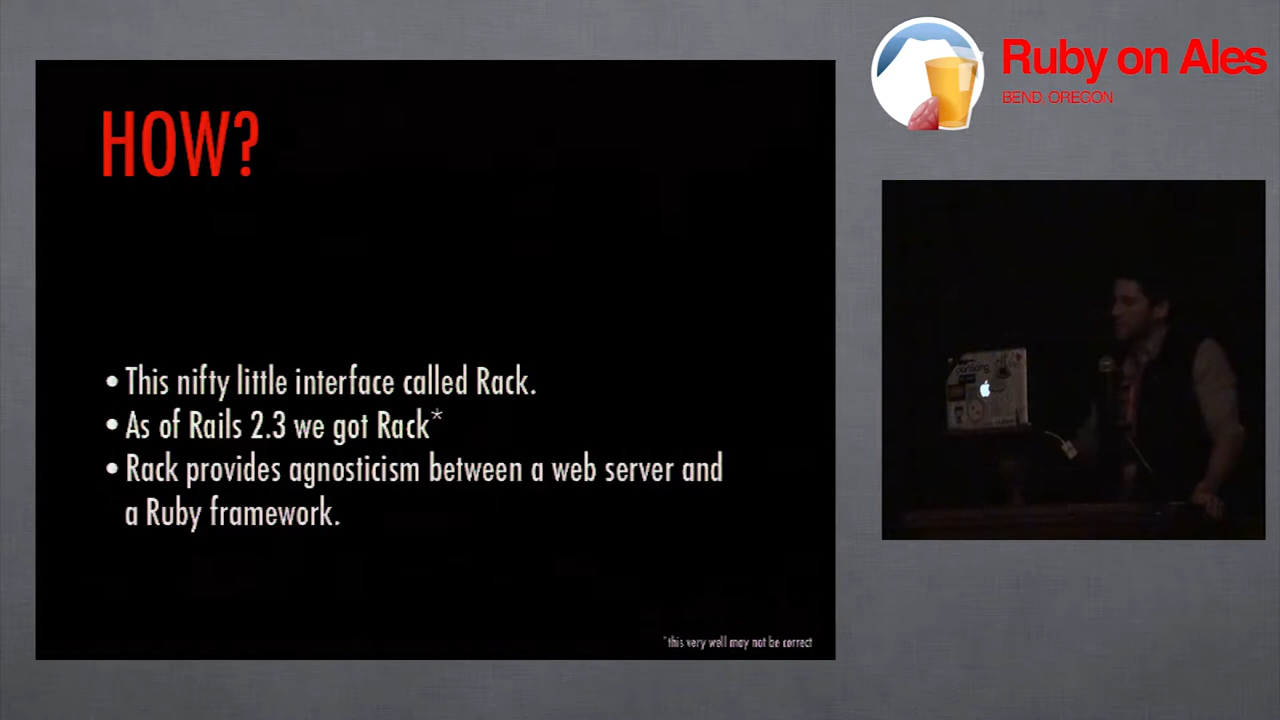 HOW?
• This nifty little interface called Rack.
• As of Rails 2.3 we got Rack*
• Rack provides agnosticism between a web server and
a Ruby framework.
*this very well may not be correct
Ruby on Ales
BEND, OREGON